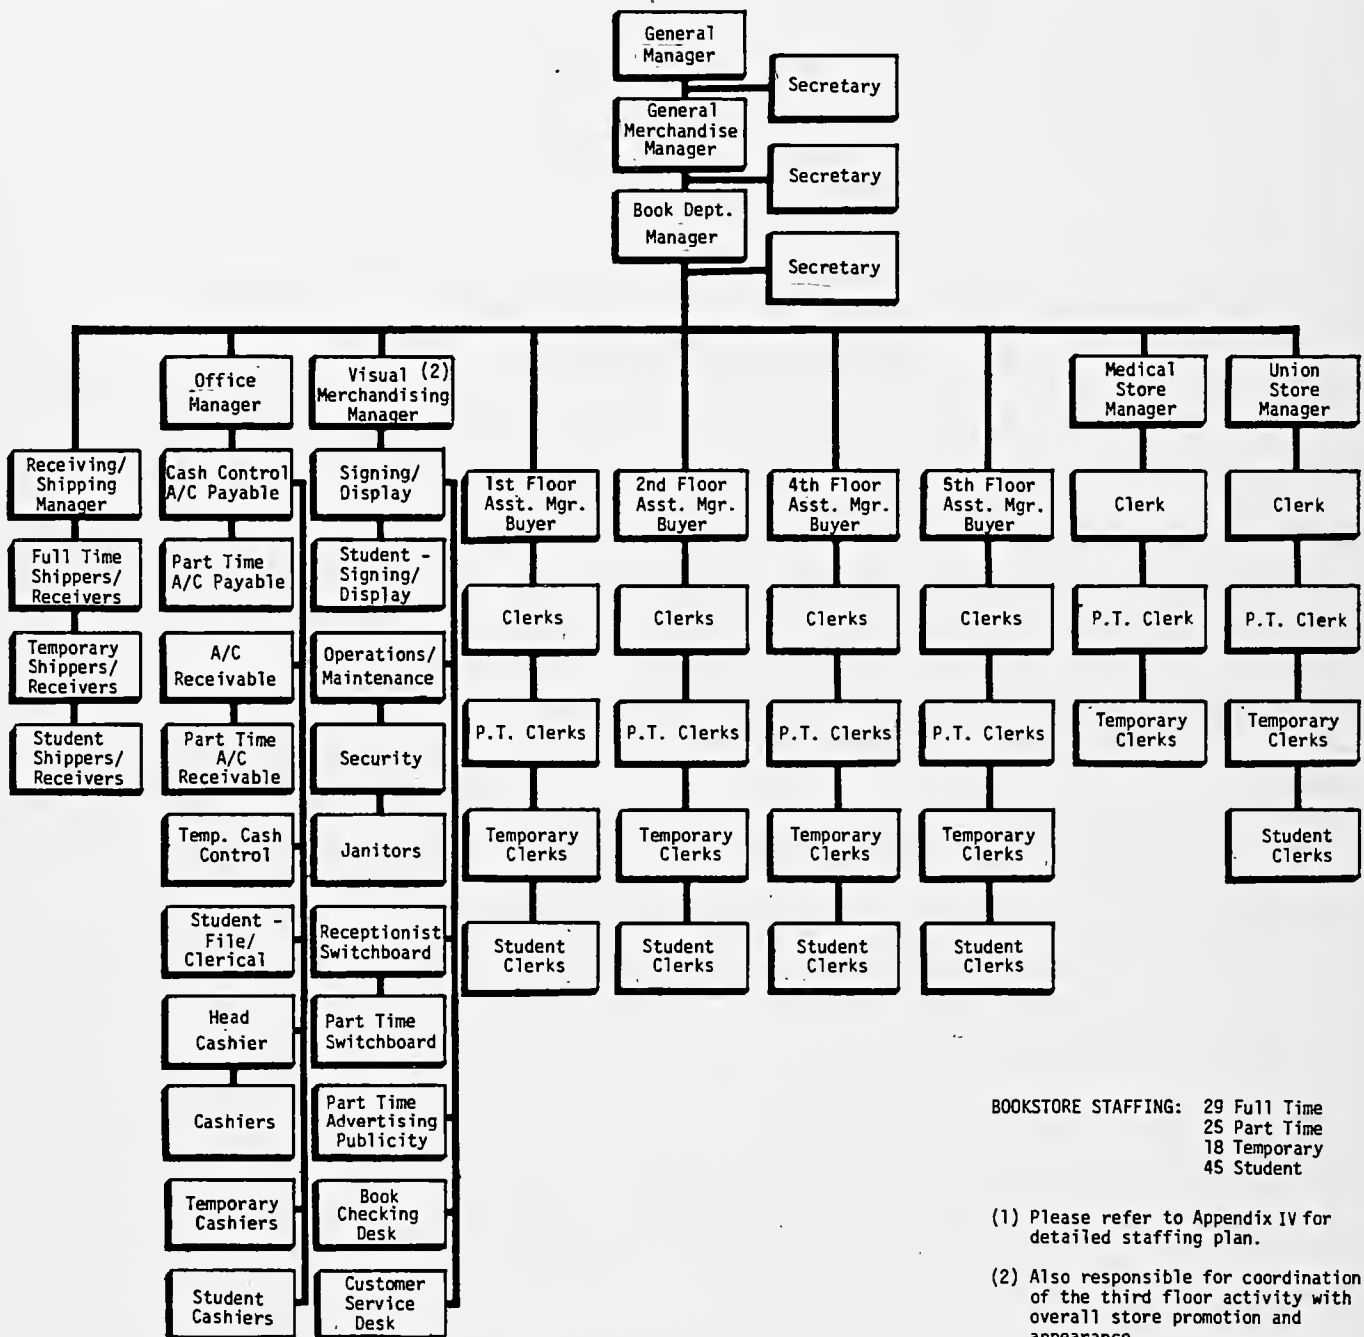 General
Manager
Secretary
General
Merchandise
Manager
Secretary
Book Dept.
Manager
Secretary
Receiving/
Shipping
Manager
Full Time
Shippers/
Receivers
Temporary
Shippers/
Receivers
Student
Shippers/
Receivers
Office
Manager
Cash Control
A/C Payable
Part Time
A/C Payable
A/C
Receivable
Part Time
A/C
Receivable
Temp. Cash
Control
Student -
File/
Clerical
Head
Cashier
Cashiers
Temporary
Cashiers
Student
Cashiers
Visual (2)
Merchandising
Manager
Signing/
Display
Student -
Signing/
Display
Operations/
Maintenance
Security
Janitors
Receptionist
Switchboard
Part Time
Switchboard
Part Time
Advertising
Publicity
Book
Checking
Desk
Customer
Service
Desk
1st Floor
Asst. Mgr.
Buyer
Clerks
P.T. Clerks
Temporary
Clerks
Student
Clerks
2nd Floor
Asst. Mgr.
Buyer
Clerks
P.T. Clerks
Temporary
Clerks
Student
Clerks
4th Floor
Asst. Mgr.
Buyer
Clerks
P.T. Clerks
Temporary
Clerks
Student
Clerks
5th Floor
Asst. Mgr.
Buyer
Clerks
P.T. Clerks
Temporary
Clerks
Student
Clerks
Medical
Store
Manager
Clerk
P.T. Clerk
Temporary
Clerks
Union
Store
Manager
Clerk
P.T. Clerk
Temporary
Clerks
Student
Clerks
BOOKSTORE STAFFING: 29 Full Time
25 Part Time
18 Temporary
45 Student
(1) Please refer to Appendix IV for
detailed staffing plan.
(2) Also responsible for coordination
of the third floor activity with
overall store promotion and
appearance